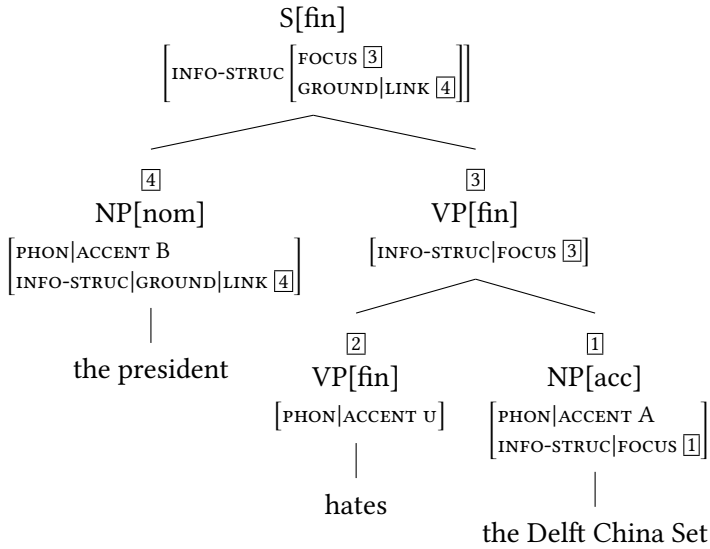 S[fin]
[INFO-STRUC [FOCUS 3
GROUND|LINK 4]]
4 3
NP[nom] VP[fin]
[PHON|ACCENT B
INFO-STRUC|GROUND|LINK 4]
[INFO-STRUC|FOCUS 3]
the president
2 1
VP[fin] NP[acc]
[PHON|ACCENT U]
[PHON|ACCENT A
INFO-STRUC|FOCUS 1]
hates
the Delft China Set